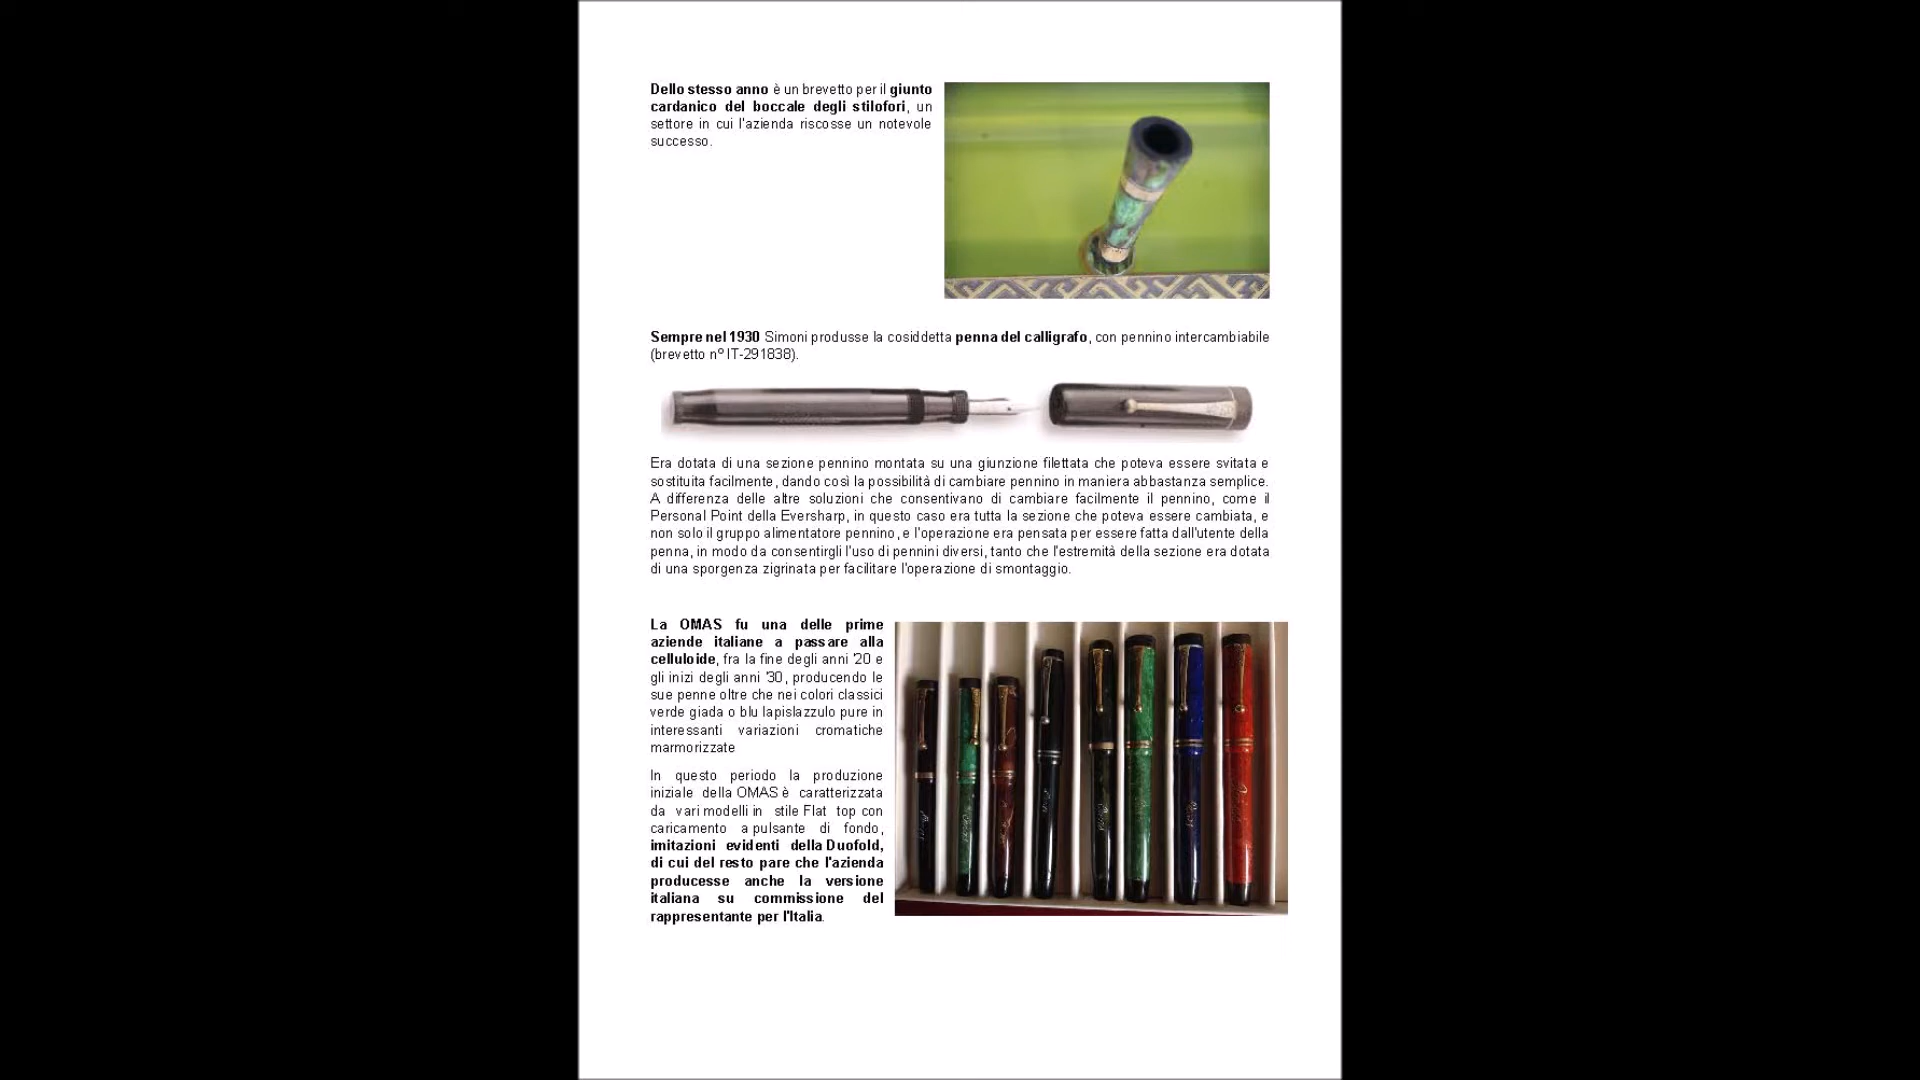 Dello stesso anno è un brevetto per il giunto
cardanico del boccale degli stilofori, un
settore in cui l'azienda riscosse un notevole
successo.
Sempre nel 1930 Simoni produsse la cosiddetta penna del calligrafo, con pennino intercambiabile
(brevetto nº IT-291838).
Era dotata di una sezione pennino montata su una giunzione filettata che poteva essere svitata e
sostituita facilmente, dando così la possibilità di cambiare pennino in maniera abbastanza semplice.
A differenza delle altre soluzioni che consentivano di cambiare facilmente il pennino, come il
Personal Point della Eversharp, in questo caso era tutta la sezione che poteva essere cambiata, e
non solo il gruppo alimentatore pennino, e l'operazione era pensata per essere fatta dall'utente della
penna, in modo da consentirgli l'uso di pennini diversi, tanto che l'estremità della sezione era dotata
di una sporgenza zigrinata per facilitare l'operazione di smontaggio.
La OMAS fu una delle prime
aziende italiane a passare alla
celluloide, fra la fine degli anni '20 e
gli inizi degli anni '30, producendo le
sue penne oltre che nei colori classici
verde giada o blu lapislazzulo pure in
interessanti variazioni cromatiche
marmorizzate
In questo periodo la produzione
iniziale della OMAS è caratterizzata
da vari modelli in stile Flat top con
caricamento a pulsante di fondo,
imitazioni evidenti della Duofold,
di cui del resto pare che l'azienda
producesse anche la versione
italiana su commissione del
rappresentante per l'Italia.